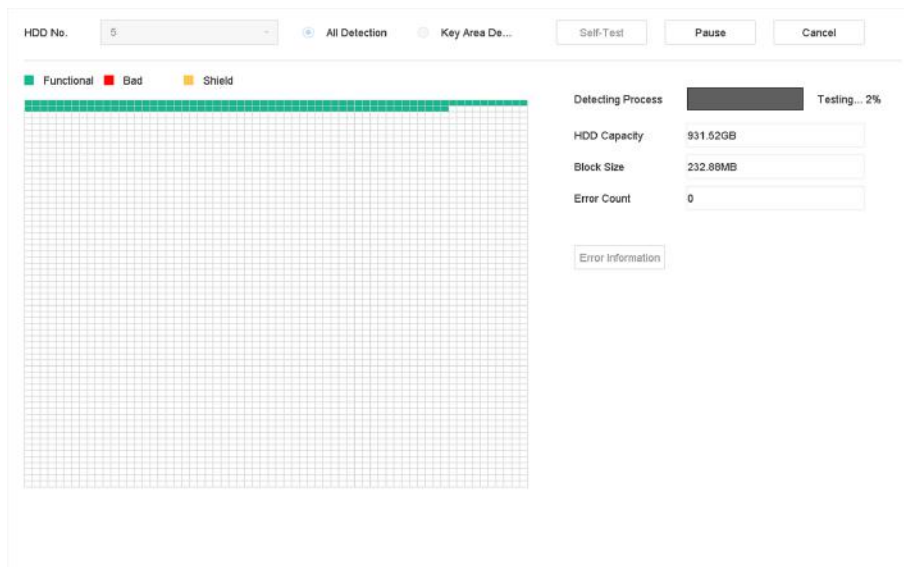 HDD No. 5 All Detection Key Area De... Self-Test Pause Cancel
Functional Bad Shield
Detecting Process Testing... 2%
HDD Capacity 931.52GB
Block Size 232.88MB
Error Count 0
Error Information